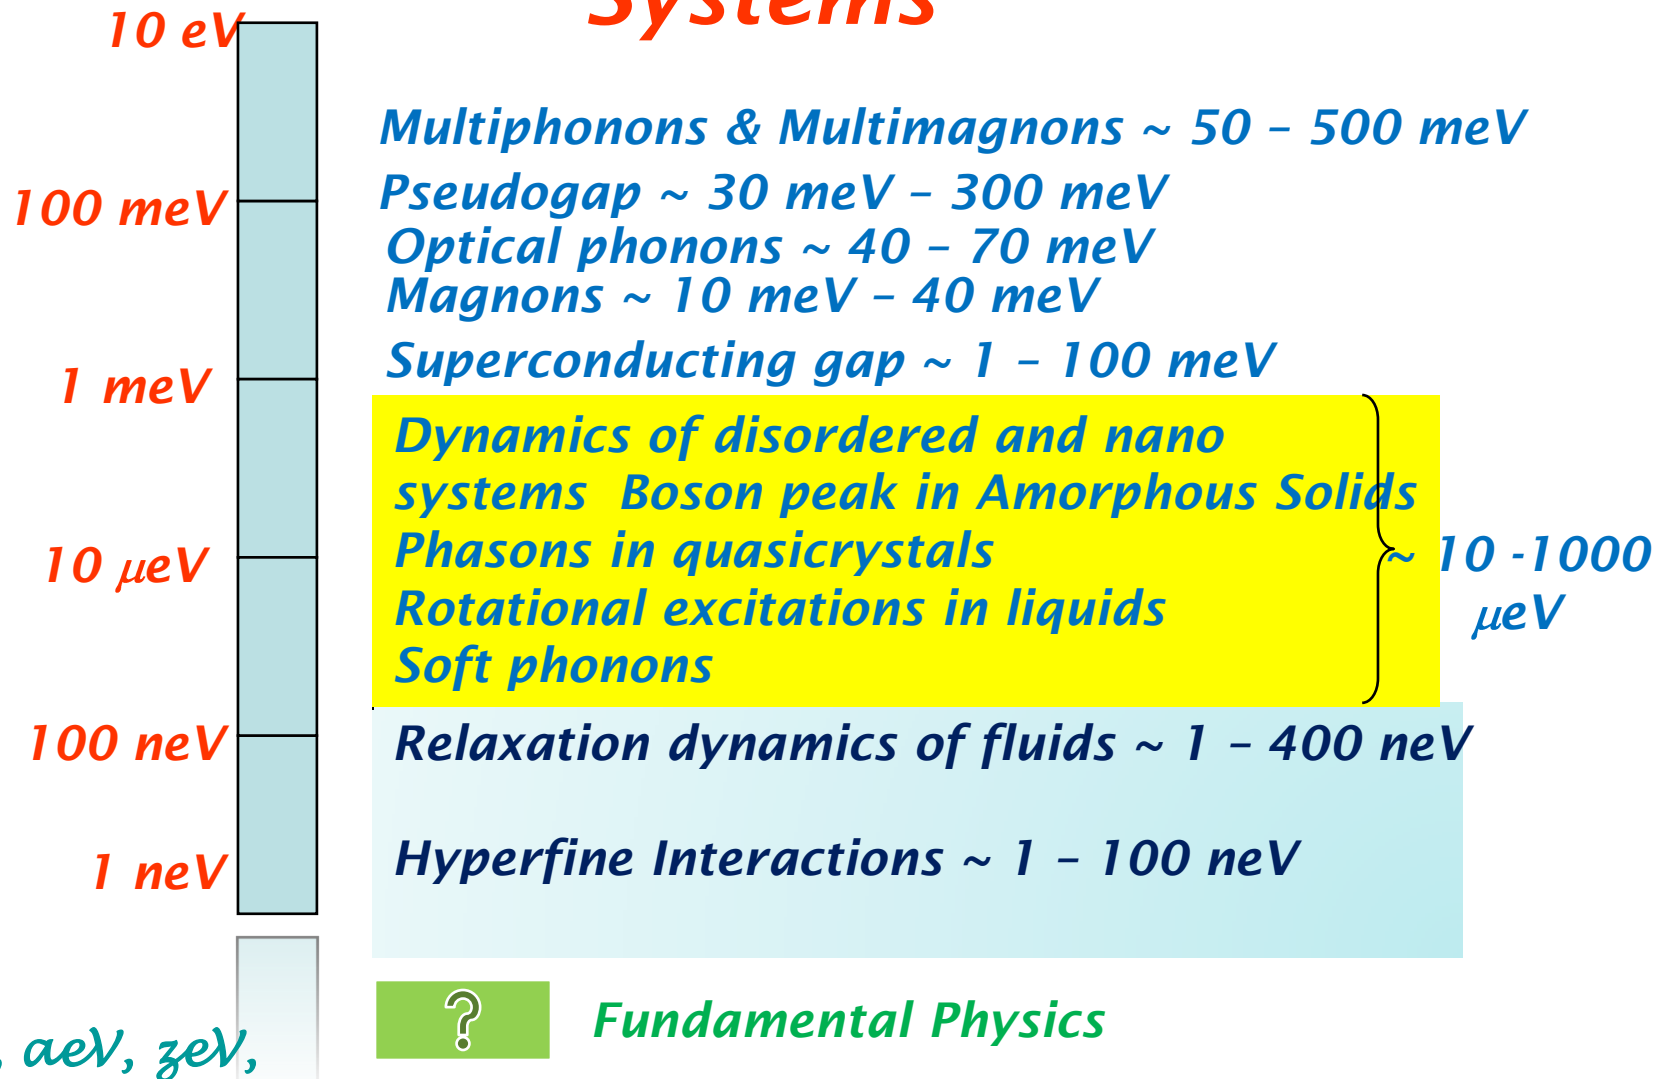 Systems
10 eV
Multiphonons & Multimagnons ~ 50 – 500 meV
Pseudogap ~ 30 meV – 300 meV
100 meV
Optical phonons ~ 40 – 70 meV
Magnons ~ 10 meV – 40 meV
Superconducting gap ~ 1 – 100 meV
1 meV
Dynamics of disordered and nano
systems Boson peak in Amorphous Solids
Phasons in quasicrystals
~ 10 -1000
μeV
10 μeV
Rotational excitations in liquids
Soft phonons
100 neV
Relaxation dynamics of fluids ~ 1 – 400 neV
Hyperfine Interactions ~ 1 – 100 neV
1 neV
?
Fundamental Physics
, aeV, zeV,